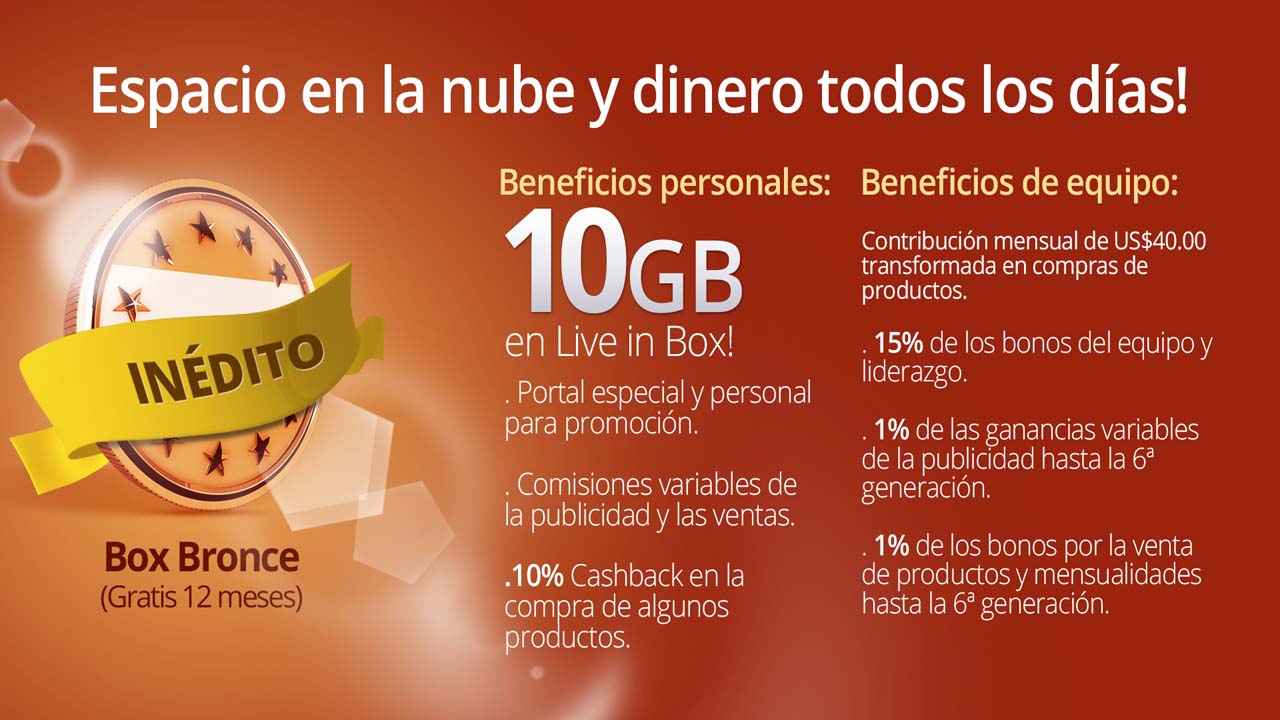 Espacio en la nube y dinero todos los días!
INÉDITO
Box Bronce
(Gratis 12 meses)
Beneficios personales:
10GB
en Live in Box!
. Portal especial y personal
para promoción.
. Comisiones variables de
la publicidad y las ventas.
.10% Cashback en la
compra de algunos
productos.
Beneficios de equipo:
Contribución mensual de US$40.00
transformada en compras de
productos.
. 15% de los bonos del equipo y
liderazgo.
. 1% de las ganancias variables
de la publicidad hasta la 6ª
generación.
. 1% de los bonos por la venta
de productos y mensualidades
hasta la 6ª generación.